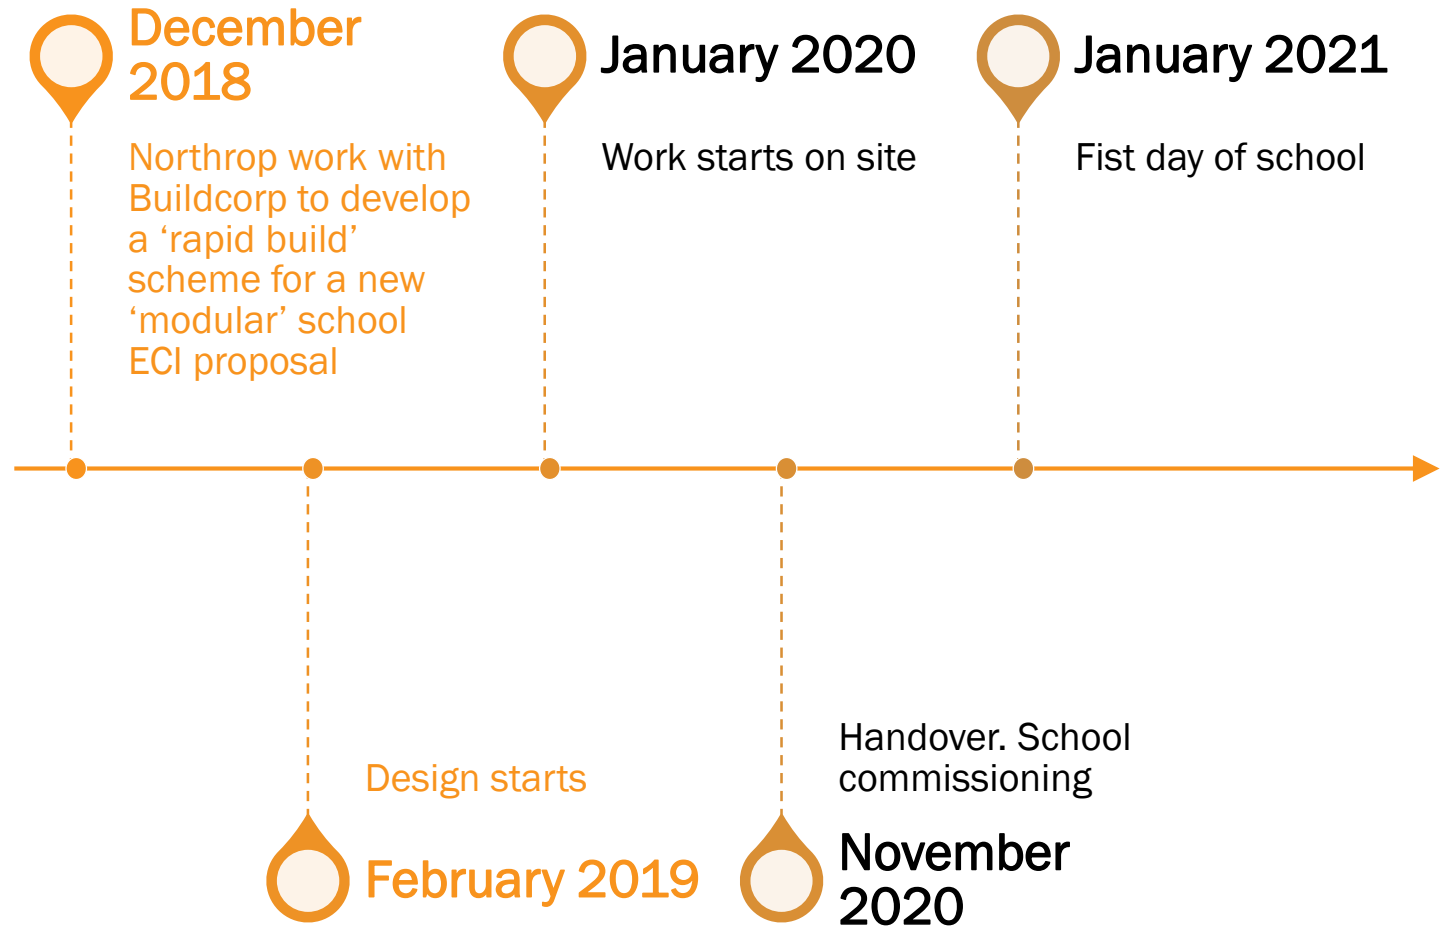 December
2018
Northrop work with
Buildcorp to develop
a ‘rapid build’
scheme for a new
‘modular’ school
ECI proposal
January 2020
Work starts on site
January 2021
Fist day of school
Design starts
February 2019
Handover. School
commissioning
November
2020